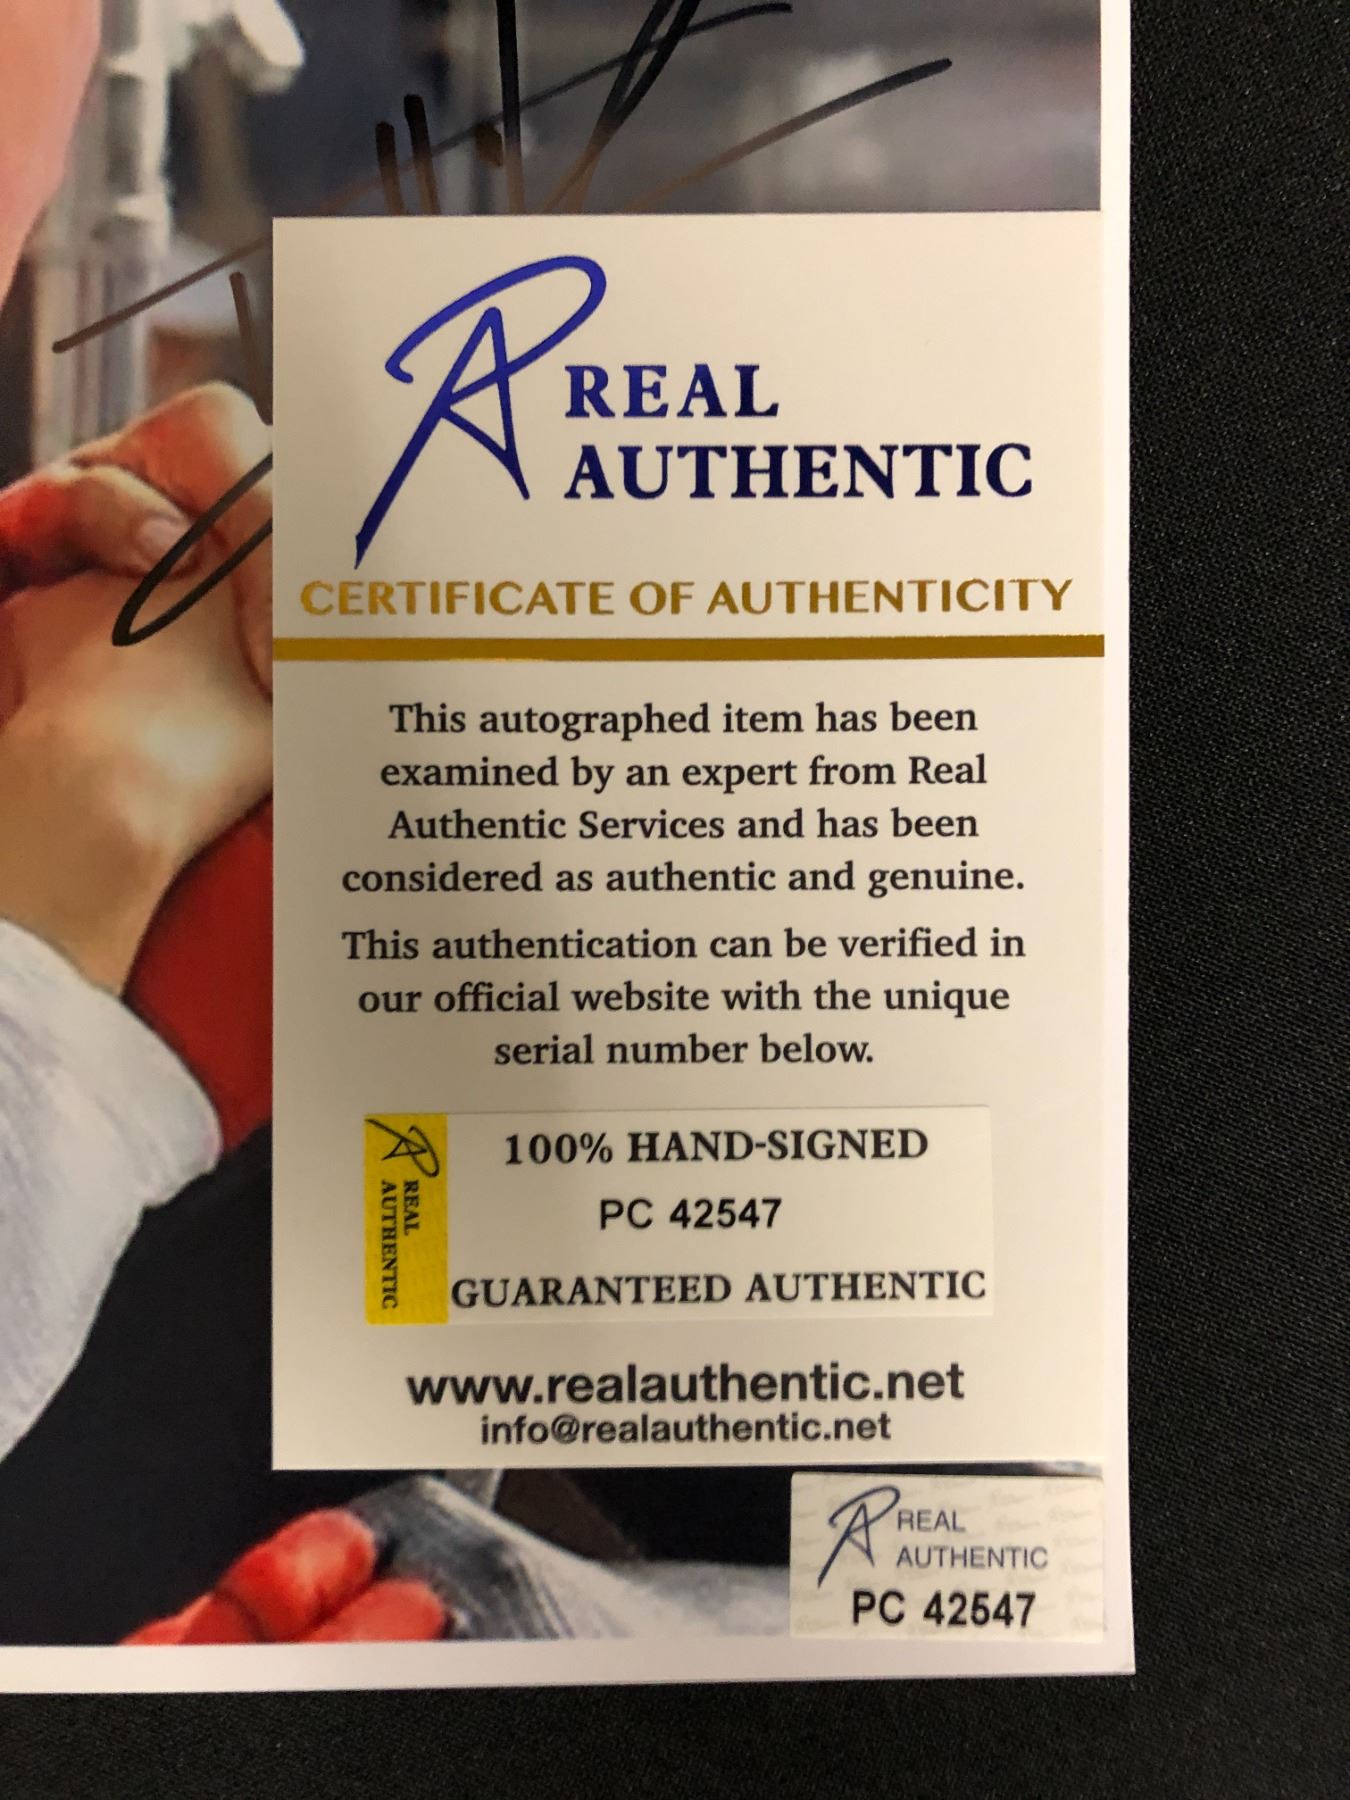 REAL
AUTHENTIC
CERTIFICATE OF AUTHENTICITY
This autographed item has been
examined by an expert from Real
Authentic Services and has been
considered as authentic and genuine.
This authentication can be verified in
our official website with the unique
serial number below.
REAL
AUTHENTIC
100% HAND-SIGNED
PC 42547
GUARANTEED AUTHENTIC
www.realauthentic.net
info@realauthentic.net
REAL
AUTHENTIC
PC 42547